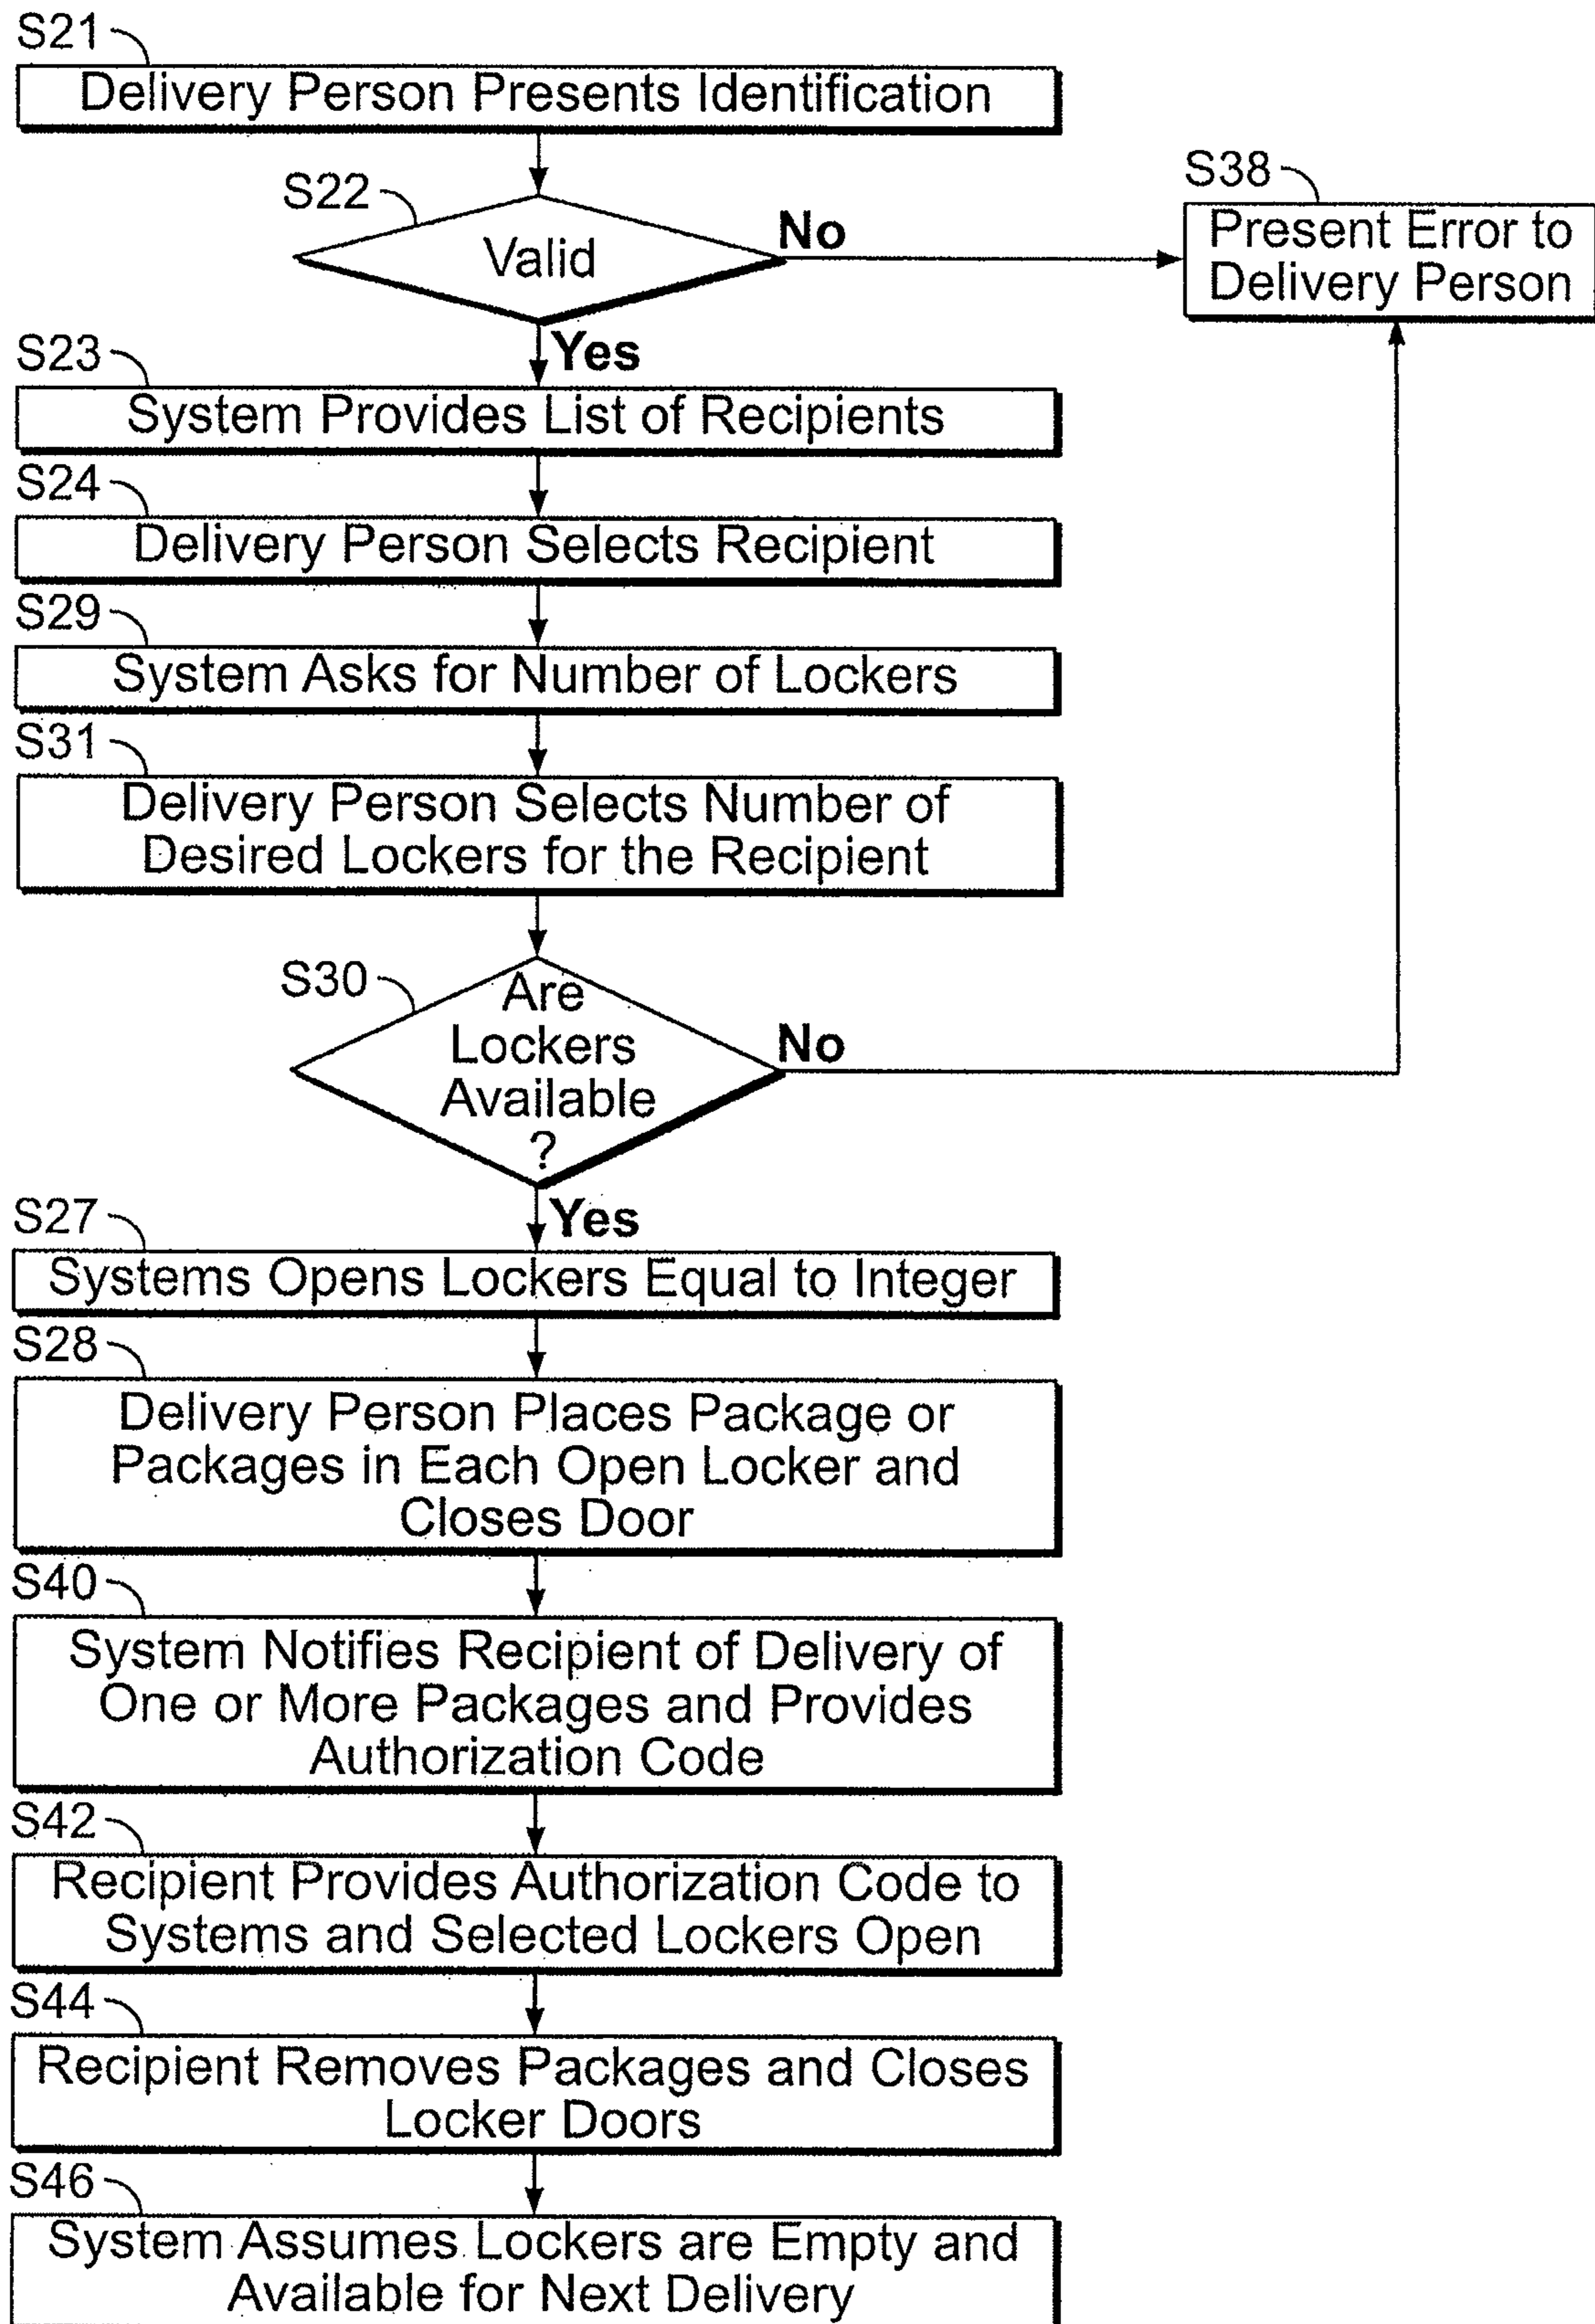 S21
Delivery Person Presents Identification
S22
Valid
No
S38
Present Error to
Delivery Person
Yes
S23
System Provides List of Recipients
S24
Delivery Person Selects Recipient
S29
System Asks for Number of Lockers
S31
Delivery Person Selects Number of
Desired Lockers for the Recipient
S30
Are
Lockers
Available
?
No
Yes
S27
Systems Opens Lockers Equal to Integer
S28
Delivery Person Places Package or
Packages in Each Open Locker and
Closes Door
S40
System Notifies Recipient of Delivery of
One or More Packages and Provides
Authorization Code
S42
Recipient Provides Authorization Code to
Systems and Selected Lockers Open
S44
Recipient Removes Packages and Closes
Locker Doors
S46
System Assumes Lockers are Empty and
Available for Next Delivery